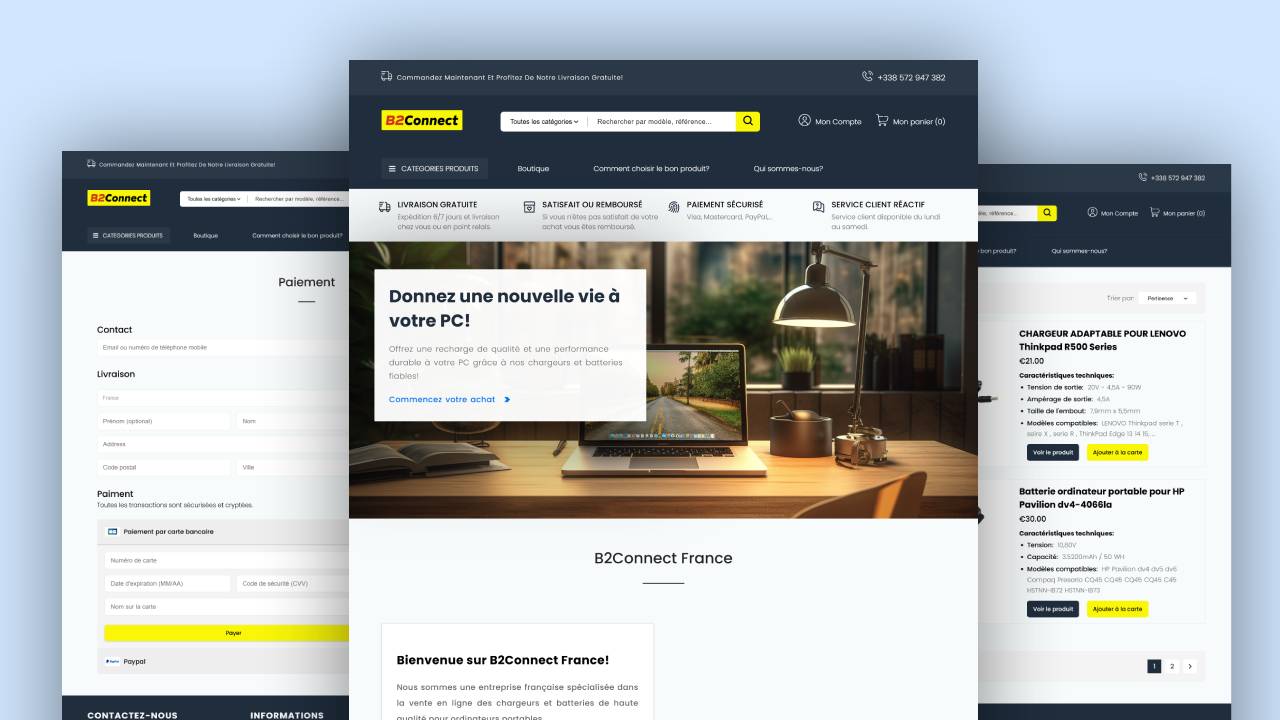 Commandez Maintenant Et Profitez De Notre Livraison Gratuite!
+338 572 947 382
B2Connect
Toutes les catégories
Rechercher par modèle, référence...
Mon Compte
Mon panier (0)
CATEGORIES PRODUITS
Boutique
Comment choisir le bon produit?
Qui sommes-nous?
LIVRAISON GRATUITE
Expédition 6/7 jours et livraison
chez vous ou en point relais.
SATISFAIT OU REMBOURSÉ
Si vous n'êtes pas satisfait de votre
achat vous êtes remboursé.
PAIEMENT SÉCURISÉ
Visa, Mastercard, PayPal,..
SERVICE CLIENT RÉACTIF
Service client disponible du lundi
au samedi.
Donnez une nouvelle vie à
votre PC!
Offrez une recharge de qualité et une performance
durable à votre PC grâce à nos chargeurs et batteries
fiables!
Commencez votre achat
B2Connect France
Bienvenue sur B2Connect France!
Nous sommes une entreprise française spécialisée dans
la vente en ligne des chargeurs et batteries de haute
qualité pour ordinateurs portables
Commandez Maintenant Et Profitez De Notre Livraison Gratuite!
B2Connect
Toutes les catégories
Rechercher par modèle, référence...
CATEGORIES PRODUITS
Boutique
Comment choisir le bon produit?
Paiement
Contact
Email ou numéro de téléphone mobile
Livraison
France
Prénom (optional)
Nom
Address
Code postal
Ville
Paiment
Toutes les transactions sont sécurisées et cryptées.
Paiement par carte bancaire
Numéro de carte
Date d'expiration (MM/AA)
Code de sécurité (CVV)
Nom sur la carte
Payer
PayPal
Paypal
CONTACTEZ-NOUS
INFORMATIONS
+338 572 947 382
référence...
Mon Compte
Mon panier (0)
bon produit?
Qui sommes-nous?
Trier par:
Pertinence
CHARGEUR ADAPTABLE POUR LENOVO
Thinkpad R500 Series
€21.00
Caractéristiques techniques:
• Tension de sortie: 20V - 4,5A - 90W
• Ampérage de sortie: 4,5A
• Taille de l'embout: 7,9mm x 5,5mm
• Modèles compatibles: LENOVO Thinkpad serie T ,
seire X , serie R , ThinkPad Edge 13 14 15, ...
Voir le produit
Ajouter à la carte
Batterie ordinateur portable pour HP
Pavilion dv4-4066la
€30.00
Caractéristiques techniques:
• Tension: 10,80V
• Capacité: 3.5200mAh / 50 WH
• Modèles compatibles: HP Pavilion dv4 dv5 dv6
Compaq Presario CQ45 CQ45 CQ45 CQ45 C45
HSTNN-IB72 HSTNN-IB73
Voir le produit
Ajouter à la carte
1
2